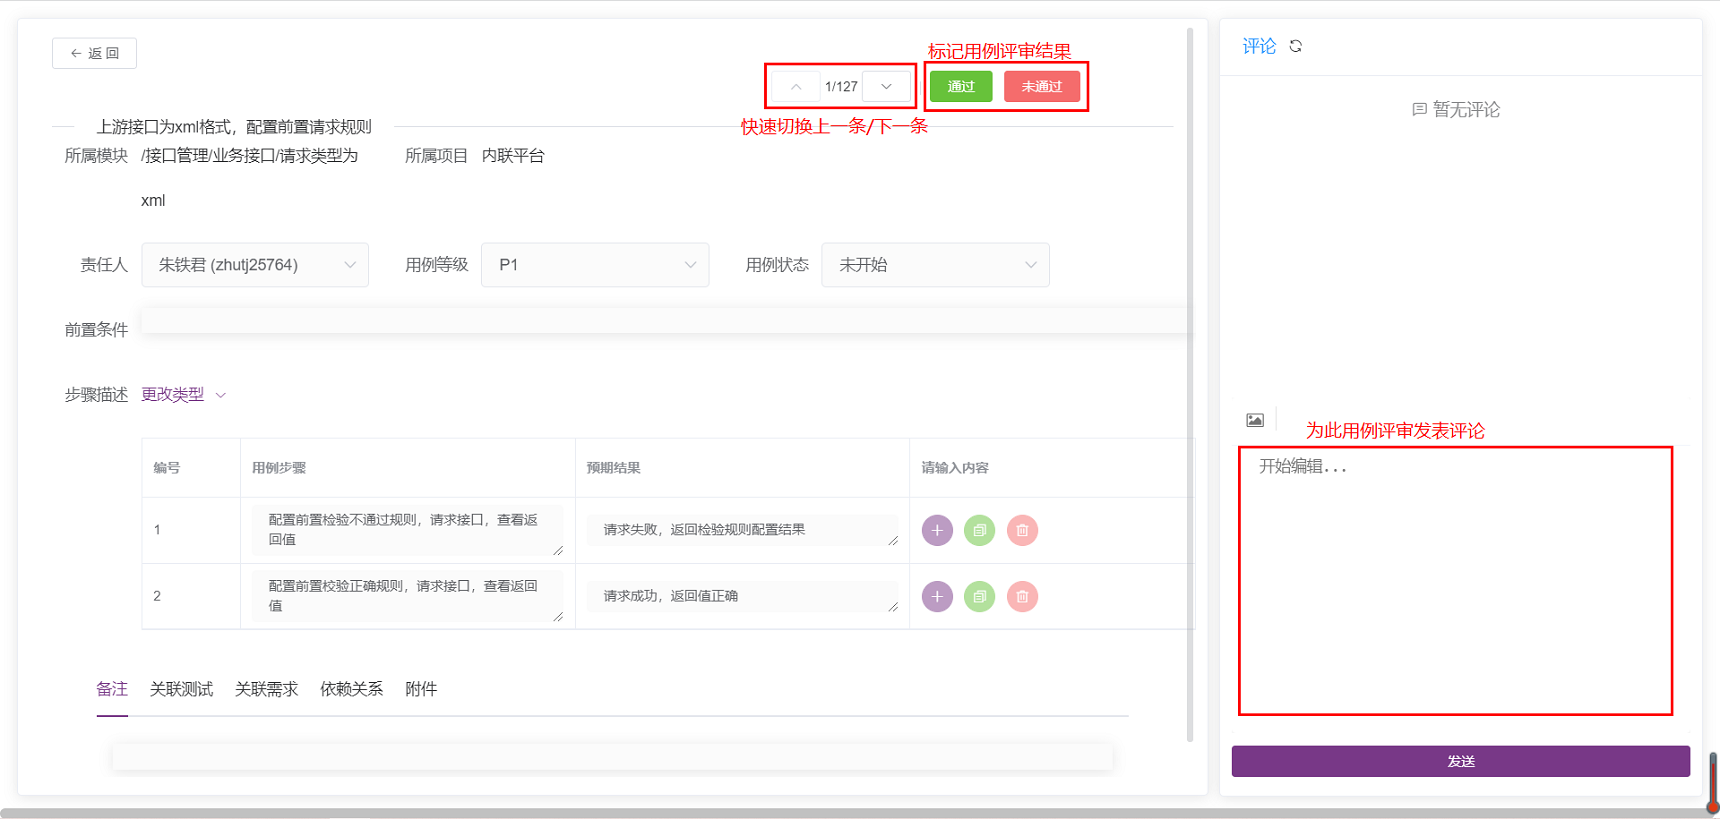 返 回
标记用例评审结果
1/127
通过
未通过
快速切换上一条/下一条
上游接口为xml格式，配置前置请求规则
所属模块 /接口管理/业务接口/请求类型为 所属项目 内联平台
xml
责任人 朱铁君 (zhutj25764) 用例等级 P1 用例状态 未开始
前置条件
步骤描述 更改类型
编号 用例步骤 预期结果 请输入内容
1 配置前置检验不通过规则，请求接口，查看返
回值
请求失败，返回检验规则配置结果
2 配置前置校验正确规则，请求接口，查看返回
值
请求成功，返回值正确
备注 关联测试 关联需求 依赖关系 附件
评论
暂无评论
为此用例评审发表评论
开始编辑...
发送